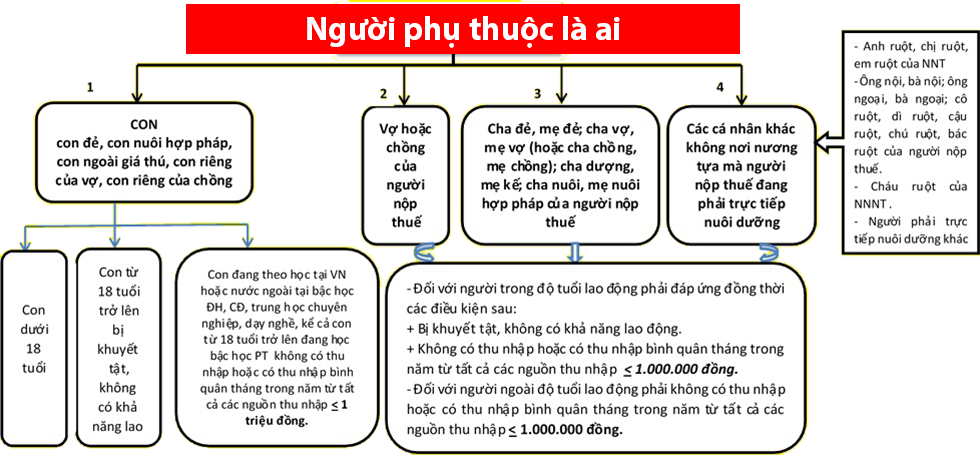 Người phụ thuộc là ai
1
CON
con đẻ, con nuôi hợp pháp,
con ngoài giá thú, con riêng
của vợ, con riêng của chồng
2
Vợ hoặc
chồng của
người
nộp
thuế
3
Cha đẻ, mẹ đẻ; cha vợ,
mẹ vợ (hoặc cha chồng,
mẹ chồng); cha dượng,
mẹ kế; cha nuôi, mẹ nuôi
hợp pháp của người nộp
thuế
4
Các cá nhân khác
không nơi nương
tựa mà người
nộp thuế đang
phải trực tiếp
nuôi dưỡng
- Anh ruột, chị ruột,
em ruột của NNT
- Ông nội, bà nội; ông
ngoại, bà ngoại; cô
ruột, dì ruột, cậu
ruột, chú ruột, bác
ruột của người nộp
thuế.
- Cháu ruột của
NNNT .
- Người phải trực
tiếp nuôi dưỡng khác
Con
dưới
18
tuổi
Con từ
18 tuổi
trở lên
bị
khuyết
tật,
không
có khả
năng lao
Con đang theo học tại VN
hoặc nước ngoài tại bậc học
ĐH, CĐ, trung học chuyên
nghiệp, dạy nghề, kể cả con
từ 18 tuổi trở lên đang học
bậc học PT không có thu
nhập hoặc có thu nhập bình
quân tháng trong năm từ tất
cả các nguồn thu nhập ≤ 1
triệu đồng.
- Đối với người trong độ tuổi lao động phải đáp ứng đồng thời
các điều kiện sau:
+ Bị khuyết tật, không có khả năng lao động.
+ Không có thu nhập hoặc có thu nhập bình quân tháng trong
năm từ tất cả các nguồn thu nhập ≤ 1.000.000 đồng.
- Đối với người ngoài độ tuổi lao động phải không có thu nhập
hoặc có thu nhập bình quân tháng trong năm từ tất cả các
nguồn thu nhập ≤ 1.000.000 đồng.